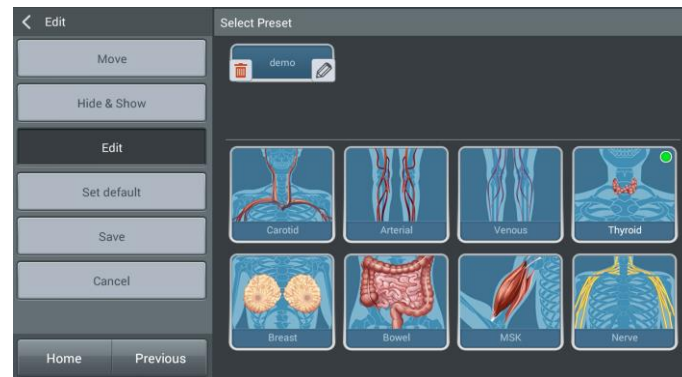 Edit
Select Preset
Move
Hide & Show
Edit
Set default
Save
Cancel
Home
Previous
demo
Carotid
Arterial
Venous
Thyroid
Breast
Bowel
MSK
Nerve